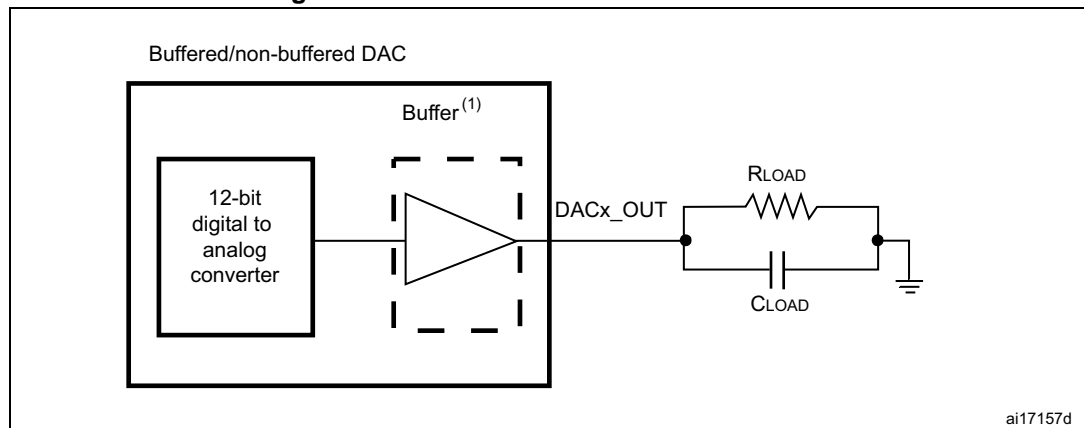 Buffered/non-buffered DAC
Buffer(1)
12-bit
digital to
analog
converter
DACx_OUT
RLOAD
CLOAD
ai17157d